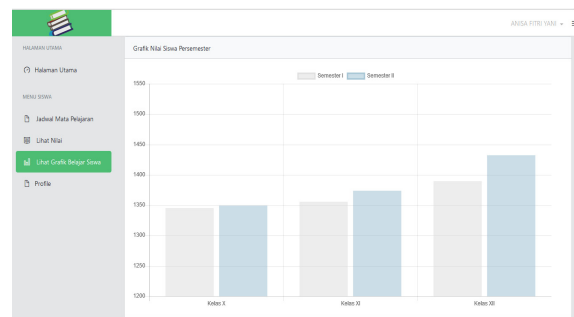 ANISA FITRI YANI
HALAMAN UTAMA
Halaman Utama
MENU SISWA
Jadwal Mata Pelajaran
Lihat Nilai
Lihat Grafik Belajar Siswa
Profile
Grafik Nilai Siswa Persemester
Semester I
Semester II
1550
1500
1450
1400
1350
1300
1250
1200
Kelas X
Kelas XI
Kelas XII